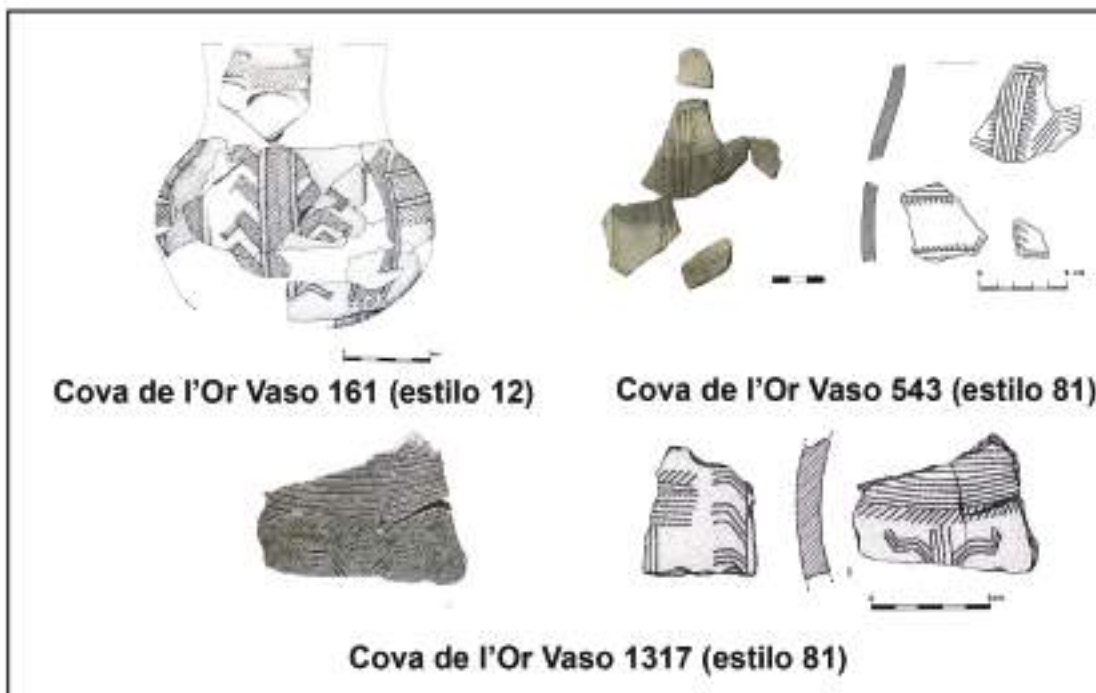 Cova de l'Or Vaso 161 (estilo 12)
Cova de l'Or Vaso 543 (estilo 81)
Cova de l'Or Vaso 1317 (estilo 81)